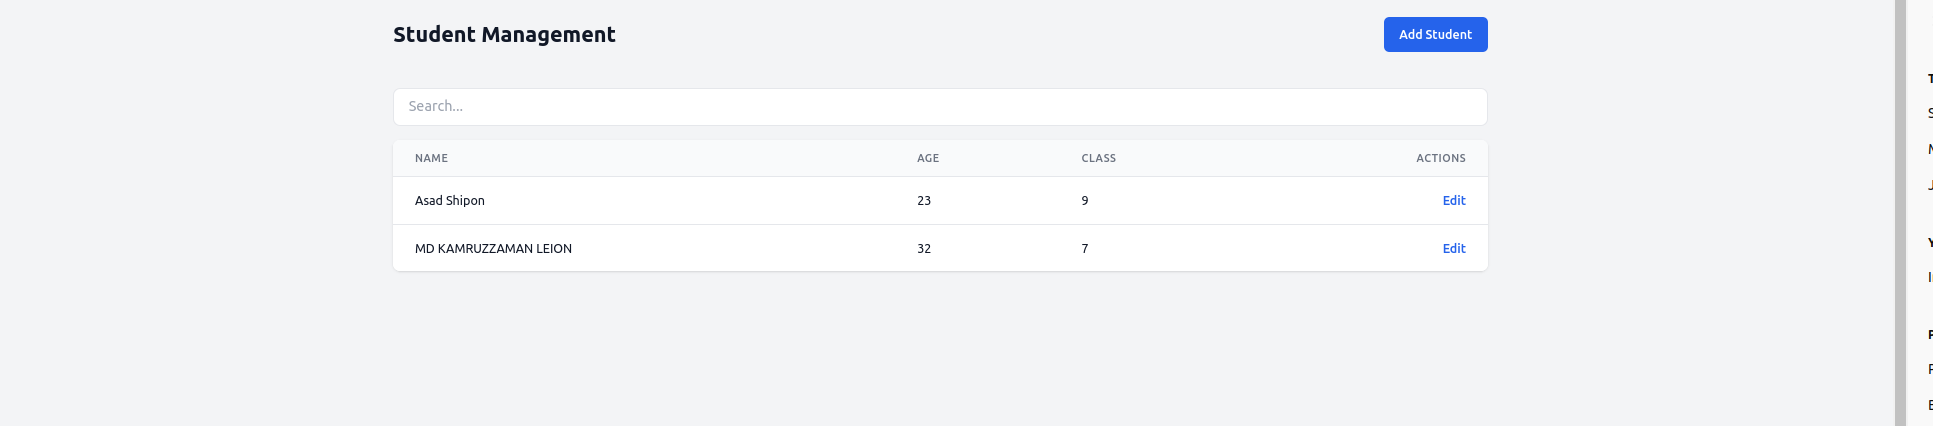 Student Management
Add Student
Search...
NAME AGE CLASS ACTIONS
Asad Shipon 23 9 Edit
MD KAMRUZZAMAN LEION 32 7 Edit